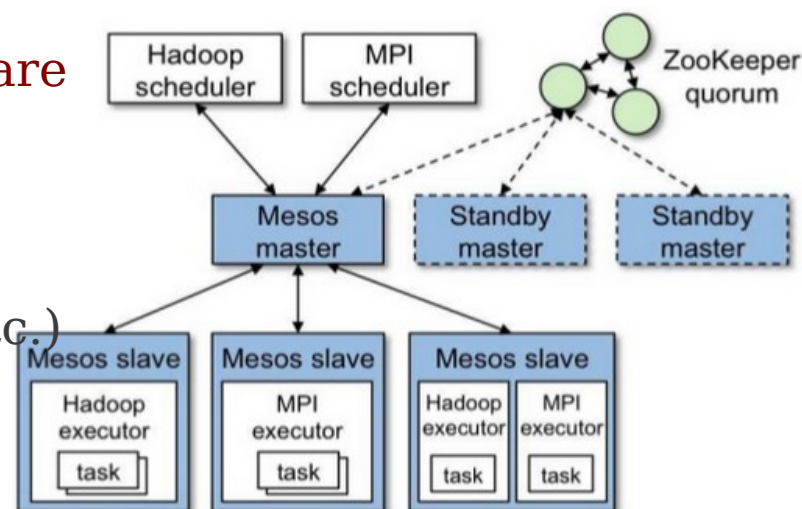 are
Hadoop
scheduler
MPI
scheduler
ZooKeeper
quorum
Mesos
master
Standby
master
Standby
master
c.)
Mesos slave
Hadoop
executor
task
Mesos slave
MPI
executor
task
Mesos slave
Hadoop
executor
task
MPI
executor
task